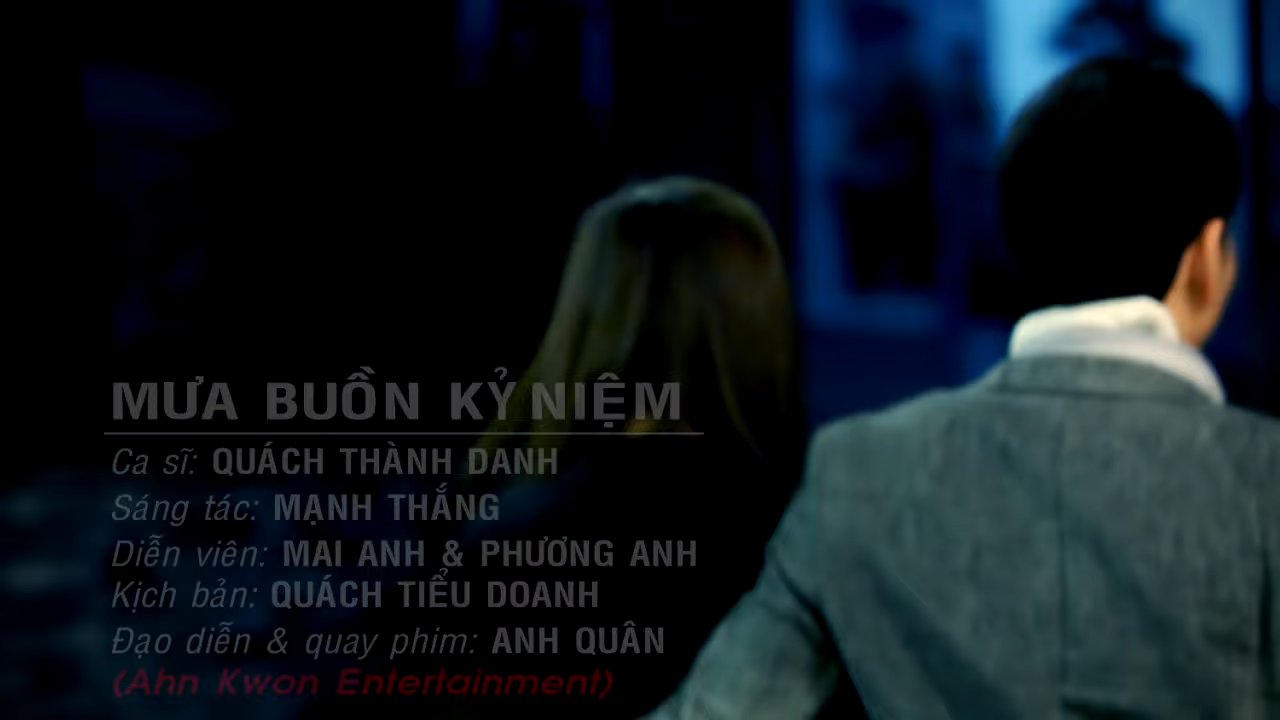 MƯA BUỒN KỶ NIỆM
Ca sĩ: QUÁCH THÀNH DANH
Sáng tác: MẠNH THẮNG
Diễn viên: MAI ANH & PHƯƠNG ANH
Kịch bản: QUÁCH TIỂU DOANH
Đạo diễn & quay phim: ANH QUÂN
(Ahn Kwon Entertainment)